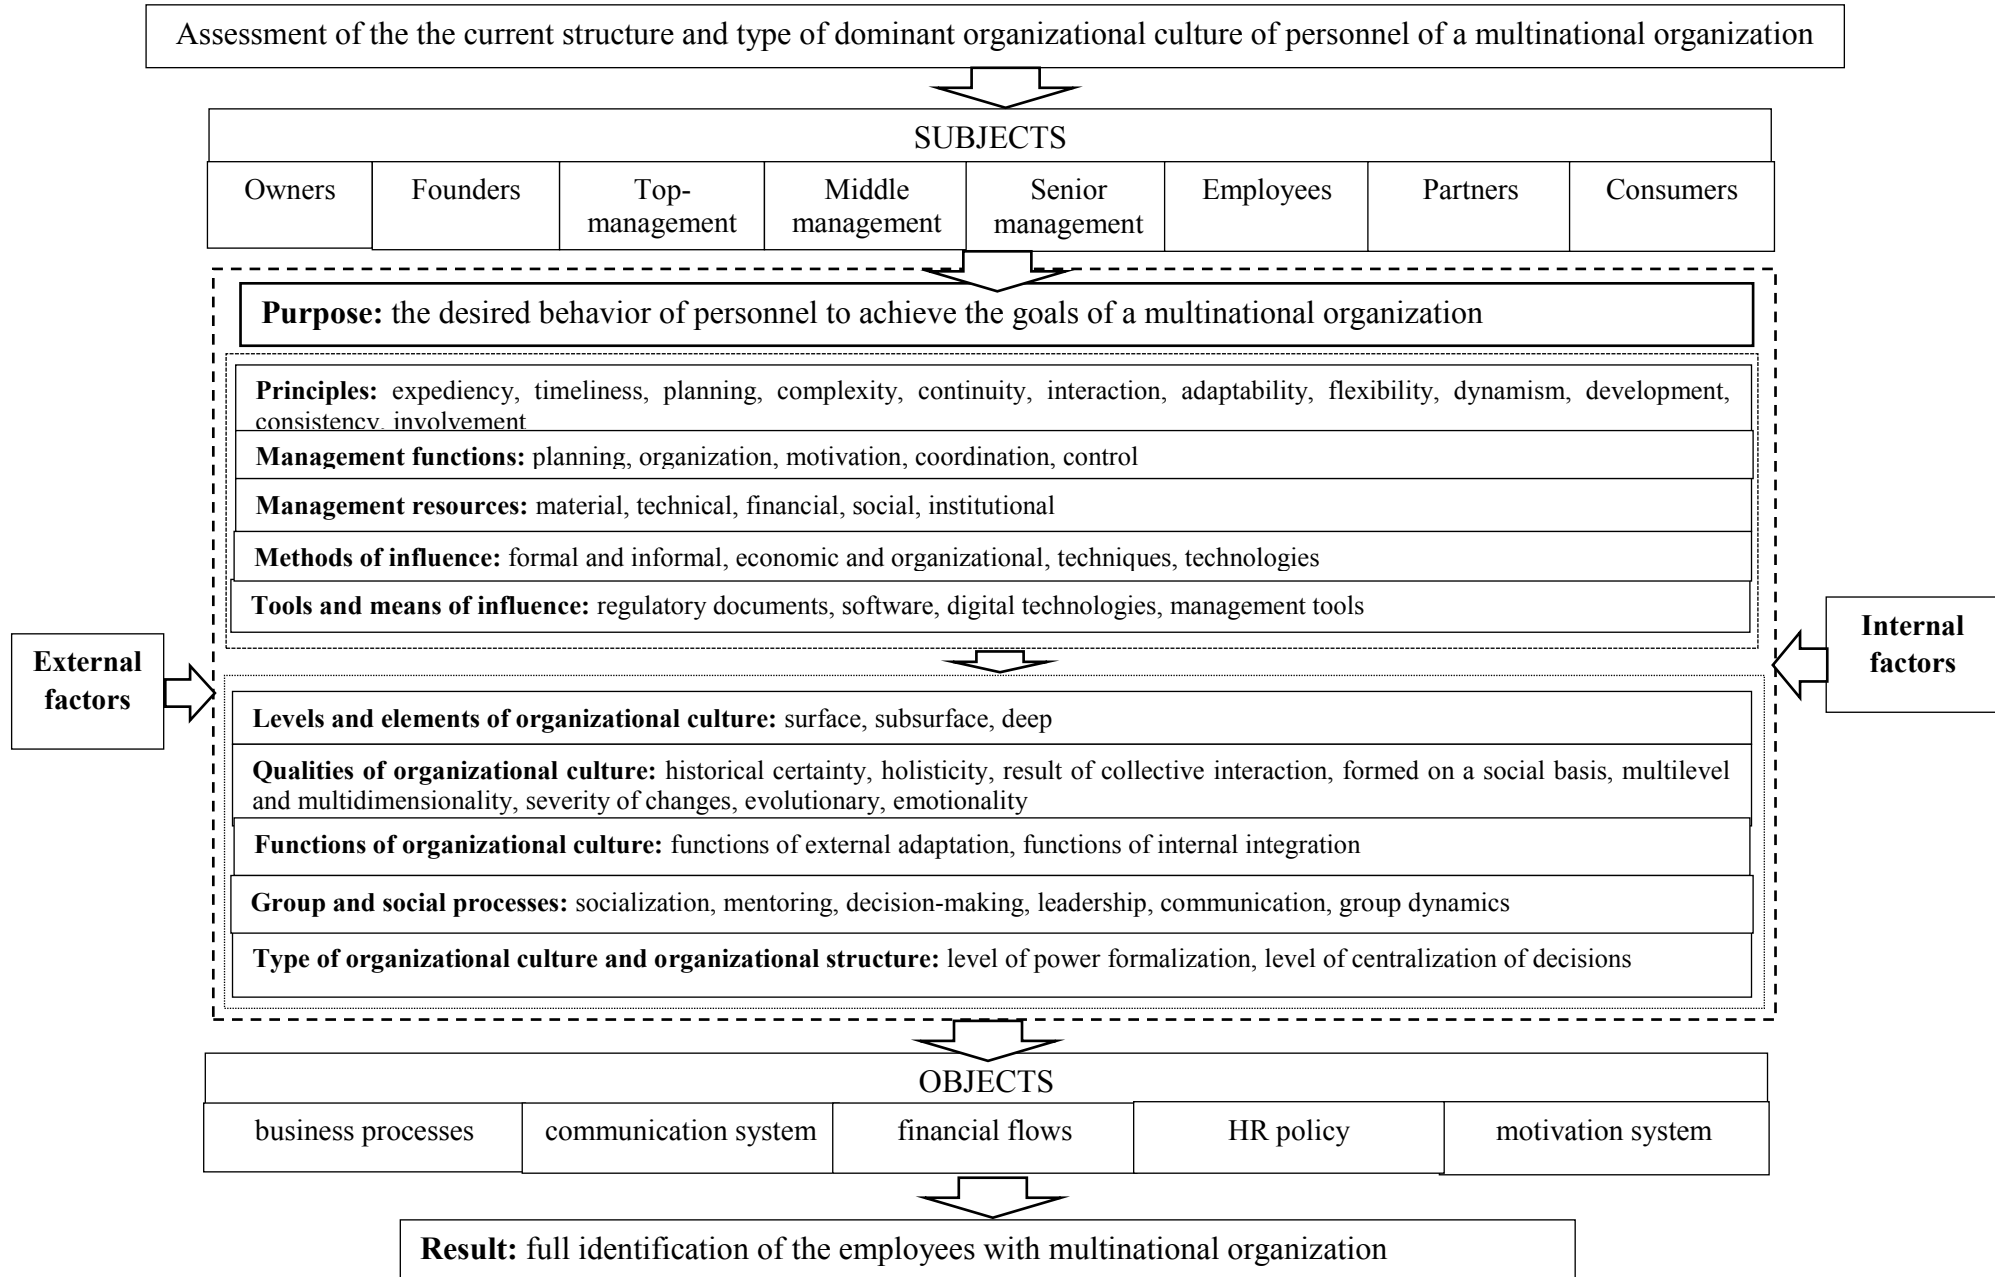 Assessment of the the current structure and type of dominant organizational culture of personnel of a multinational organization
SUBJECTS
Owners
Founders
Top-
management
Middle
management
Senior
management
Employees
Partners
Consumers
Purpose: the desired behavior of personnel to achieve the goals of a multinational organization
Principles: expediency, timeliness, planning, complexity, continuity, interaction, adaptability, flexibility, dynamism, development,
consistency, involvement
Management functions: planning, organization, motivation, coordination, control
Management resources: material, technical, financial, social, institutional
Methods of influence: formal and informal, economic and organizational, techniques, technologies
Tools and means of influence: regulatory documents, software, digital technologies, management tools
External
factors
Internal
factors
Levels and elements of organizational culture: surface, subsurface, deep
Qualities of organizational culture: historical certainty, holisticity, result of collective interaction, formed on a social basis, multilevel
and multidimensionality, severity of changes, evolutionary, emotionality
Functions of organizational culture: functions of external adaptation, functions of internal integration
Group and social processes: socialization, mentoring, decision-making, leadership, communication, group dynamics
Type of organizational culture and organizational structure: level of power formalization, level of centralization of decisions
OBJECTS
business processes
communication system
financial flows
HR policy
motivation system
Result: full identification of the employees with multinational organization